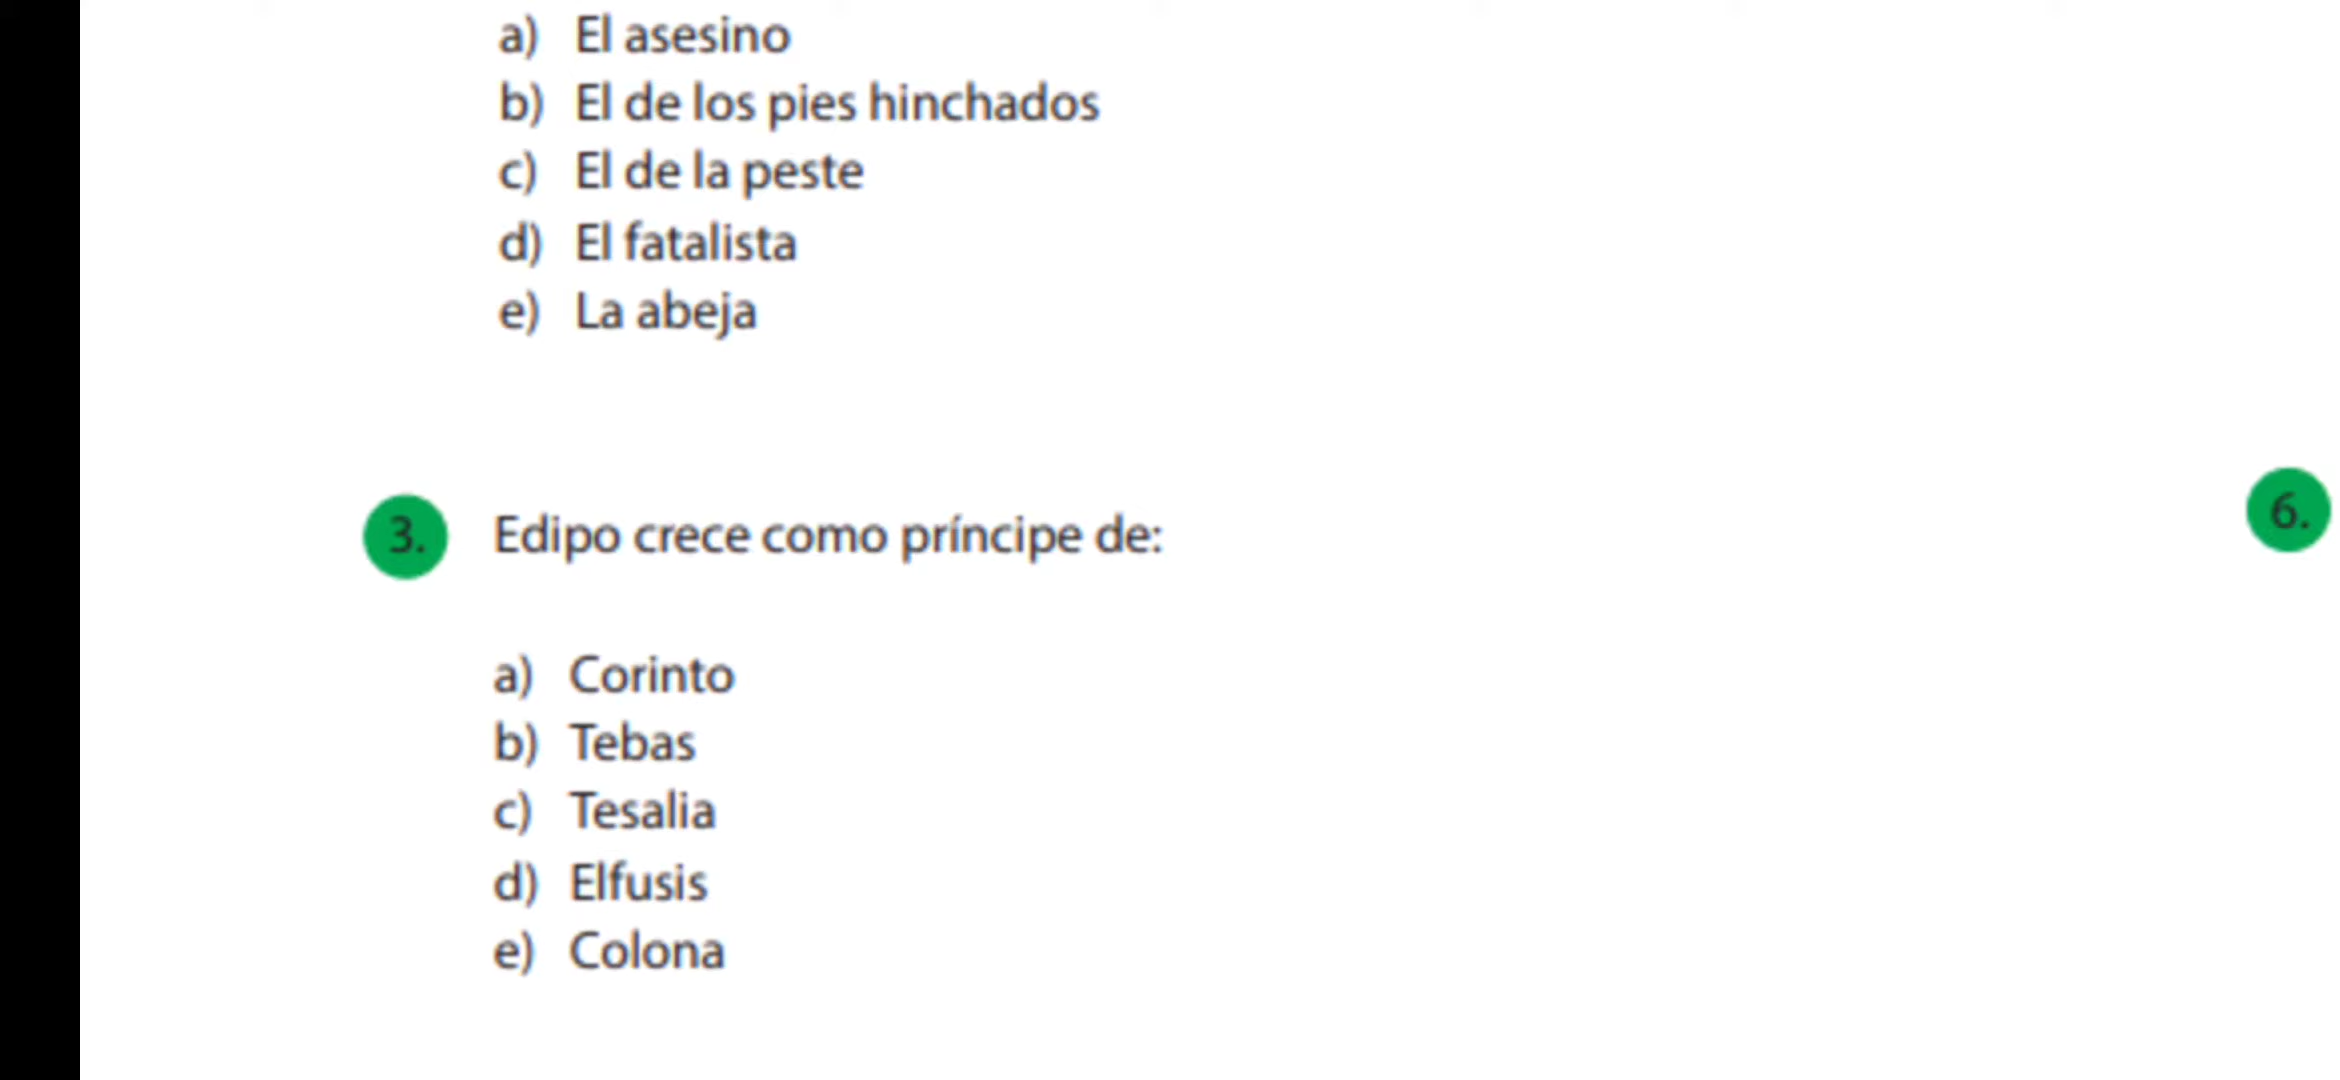 a) El asesino
b) El de los pies hinchados
c) El de la peste
d) El fatalista
e) La abeja
3. Edipo crece como príncipe de:
a) Corinto
b) Tebas
c) Tesalia
d) Elfusis
e) Colona
6.